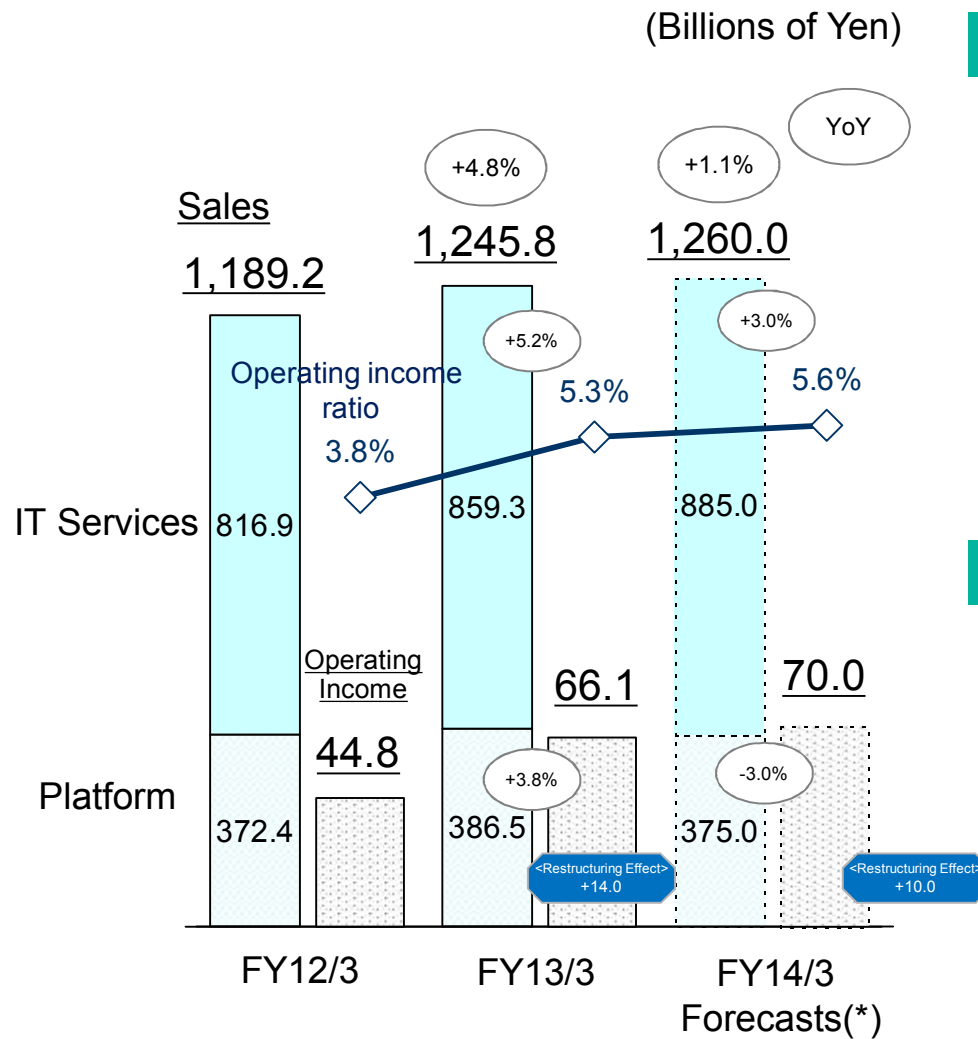 (Billions of Yen)
YoY
+4.8%
+1.1%
Sales
1,189.2
1,245.8
1,260.0
+5.2%
+3.0%
Operating income
ratio
3.8%
5.3%
5.6%
IT Services
816.9
859.3
885.0
Operating
Income
44.8
66.1
70.0
Platform
372.4
+3.8%
386.5
-3.0%
375.0
<Restructuring Effect>
+14.0
<Restructuring Effect>
+10.0
FY12/3
FY13/3
FY14/3
Forecasts(*)